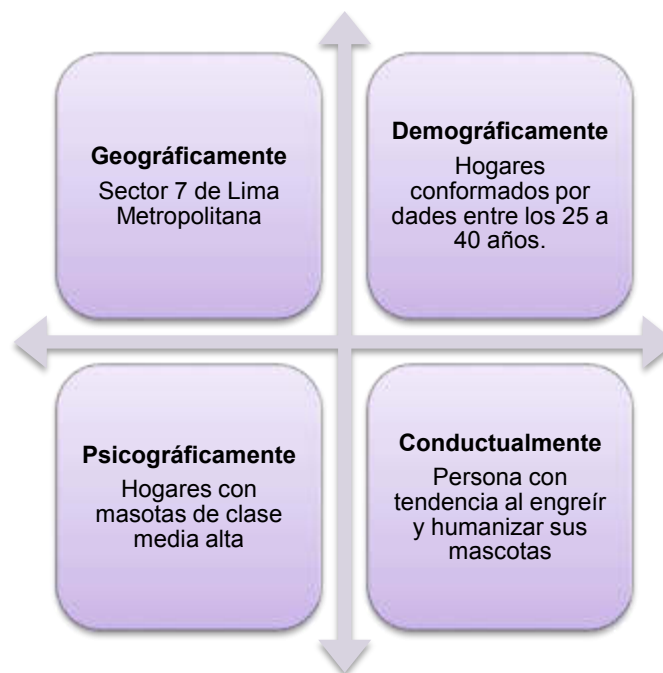 Geográficamente
Sector 7 de Lima
Metropolitana
Demográficamente
Hogares
conformados por
dades entre los 25 a
40 años.
Psicográficamente
Hogares con
masotas de clase
media alta
Conductualmente
Persona con
tendencia al engreír
y humanizar sus
mascotas